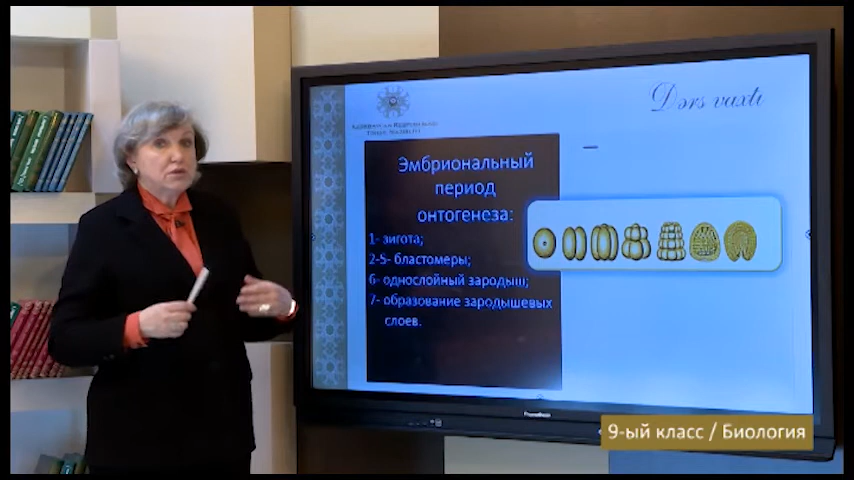 Dərs vaxtı
Эмбриональный
период
онтогенеза:
1- зигота;
2-5- бластомеры;
6- однослойный зародыш;
7- образование зародышевых
слоев.
9-ый класс / Биология